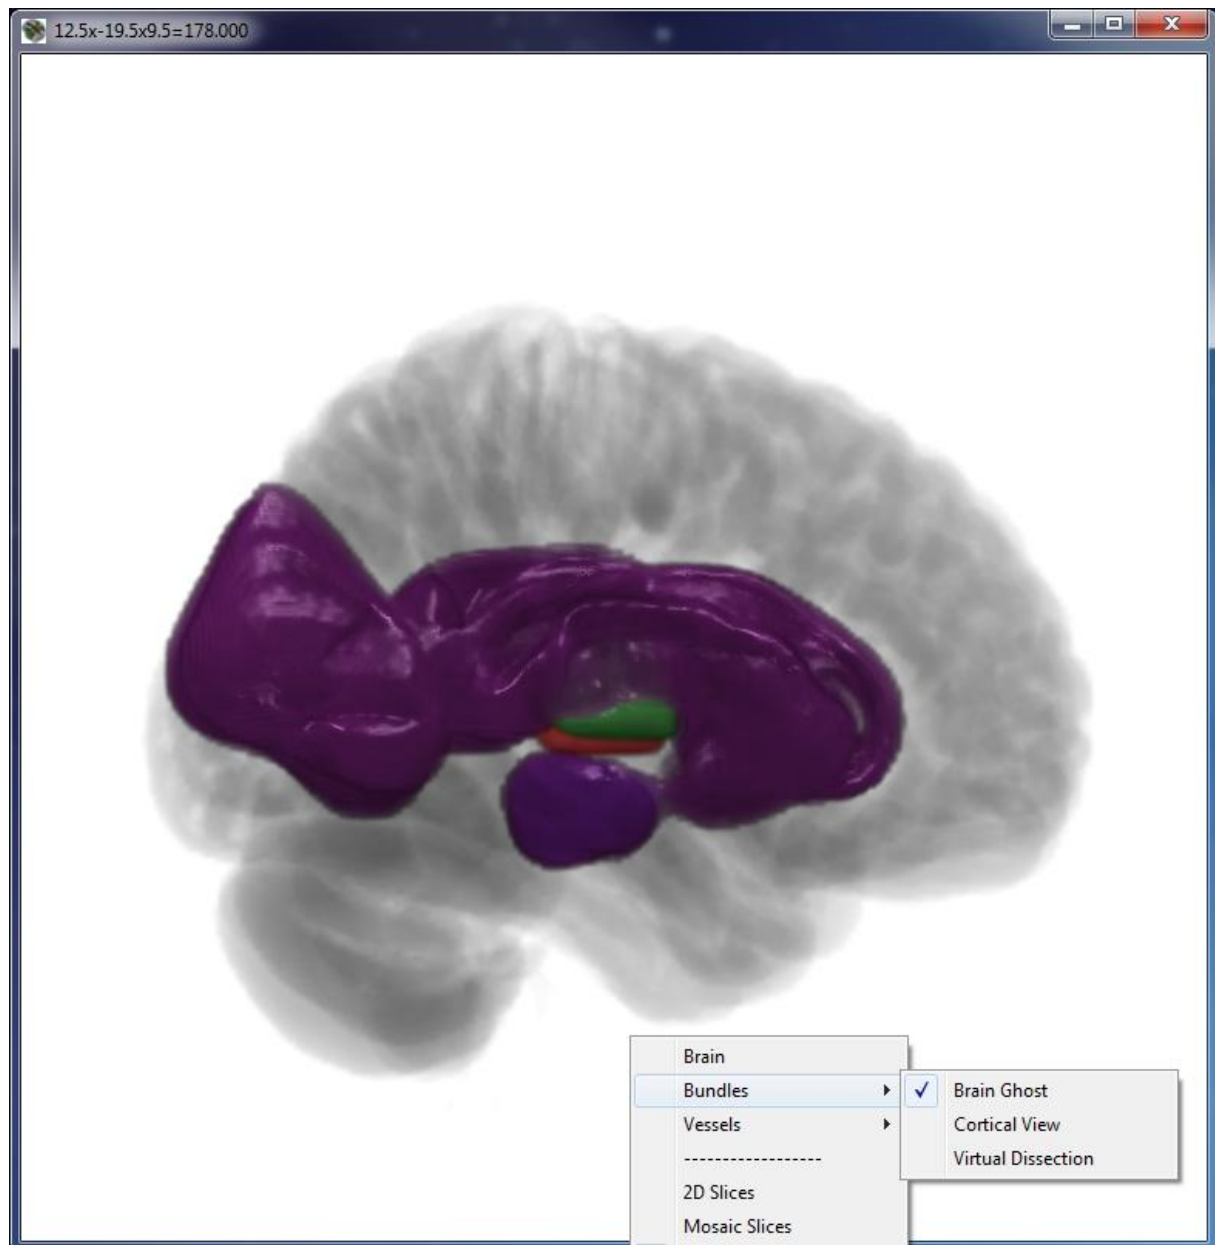 12.5x-19.5x9.5=178.000
Brain
Bundles
Vessels
------------------
2D Slices
Mosaic Slices
Brain Ghost
Cortical View
Virtual Dissection